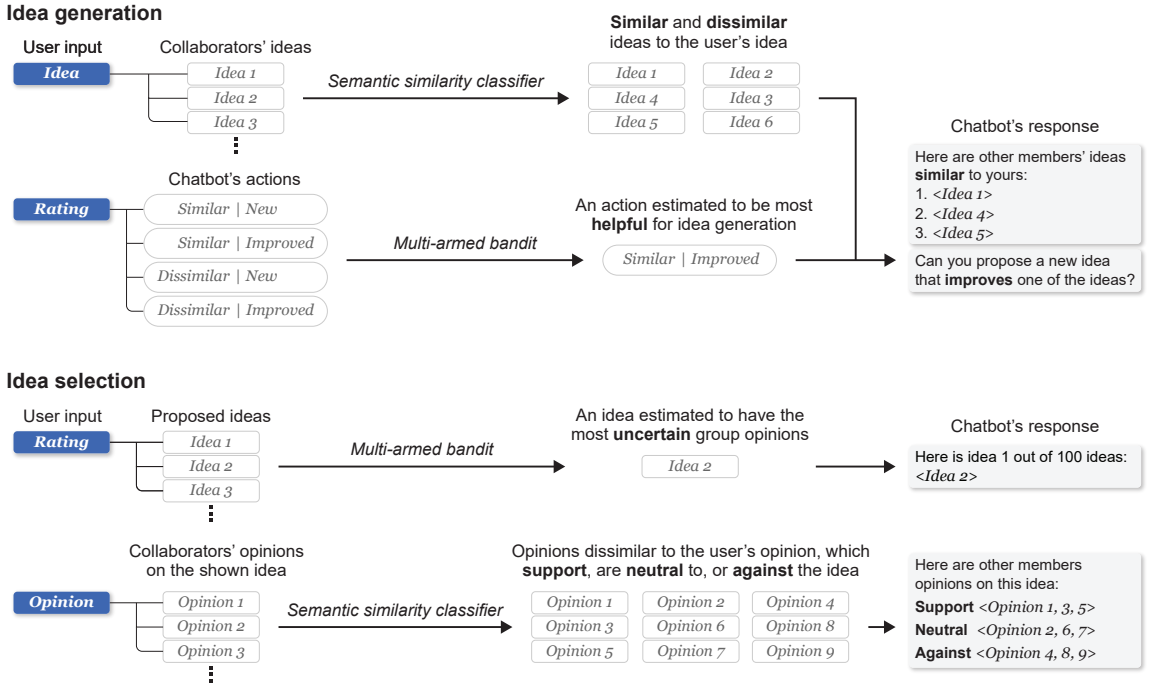 Idea generation
User input
Idea
Collaborators' ideas
Idea 1
Idea 2
Idea 3
Semantic similarity classifier
Similar and dissimilar
ideas to the user's idea
Idea 1
Idea 2
Idea 4
Idea 3
Idea 5
Idea 6
Rating
Chatbot's actions
Similar | New
Similar | Improved
Dissimilar | New
Dissimilar | Improved
Multi-armed bandit
An action estimated to be most
helpful for idea generation
Similar | Improved
Chatbot's response
Here are other members' ideas
similar to yours:
1. <Idea 1>
2. <Idea 4>
3. <Idea 5>
Can you propose a new idea
that improves one of the ideas?
Idea selection
User input
Rating
Proposed ideas
Idea 1
Idea 2
Idea 3
Multi-armed bandit
An idea estimated to have the
most uncertain group opinions
Idea 2
Chatbot's response
Here is idea 1 out of 100 ideas:
<Idea 2>
Opinion
Collaborators' opinions
on the shown idea
Opinion 1
Opinion 2
Opinion 3
Semantic similarity classifier
Opinions dissimilar to the user's opinion, which
support, are neutral to, or against the idea
Opinion 1
Opinion 2
Opinion 4
Opinion 3
Opinion 6
Opinion 8
Opinion 5
Opinion 7
Opinion 9
Here are other members
opinions on this idea:
Support <Opinion 1, 3, 5>
Neutral <Opinion 2, 6, 7>
Against <Opinion 4, 8, 9>